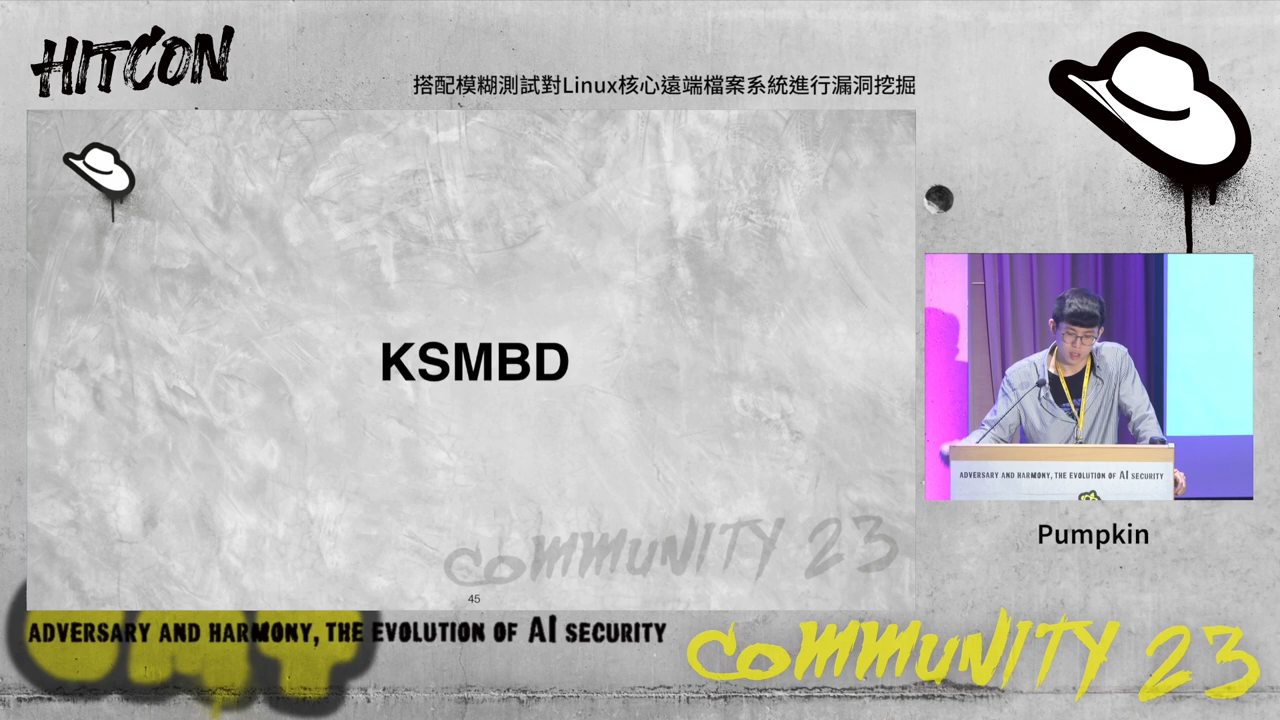 HITCON
搭配模糊測試對Linux核心遠端檔案系統進行漏洞挖掘
KSMBD
COMMUNITY 23
45
ADVERSARY AND HARMONY, THE EVOLUTION OF AI SECURITY
Pumpkin
ADVERSARY AND HARMONY, THE EVOLUTION OF AI SECURITY
COMMUNITY 23